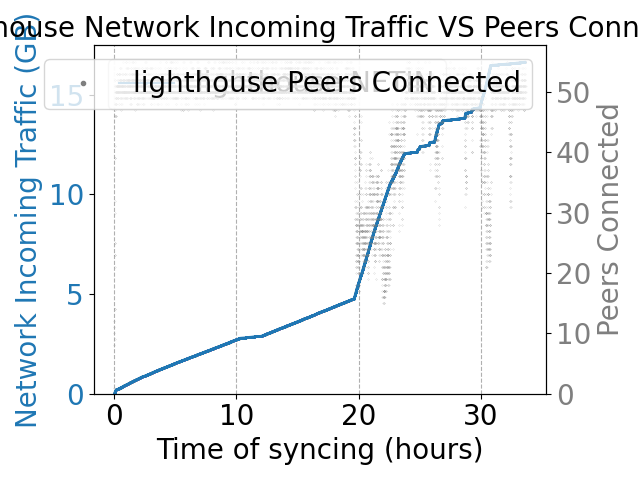 house Network Incoming Traffic VS Peers Conn
Network Incoming Traffic (GB)
lighthouse Peers Connected
15
10
5
0
50
40
30
20
10
0
Peers Connected
0 10 20 30
Time of syncing (hours)